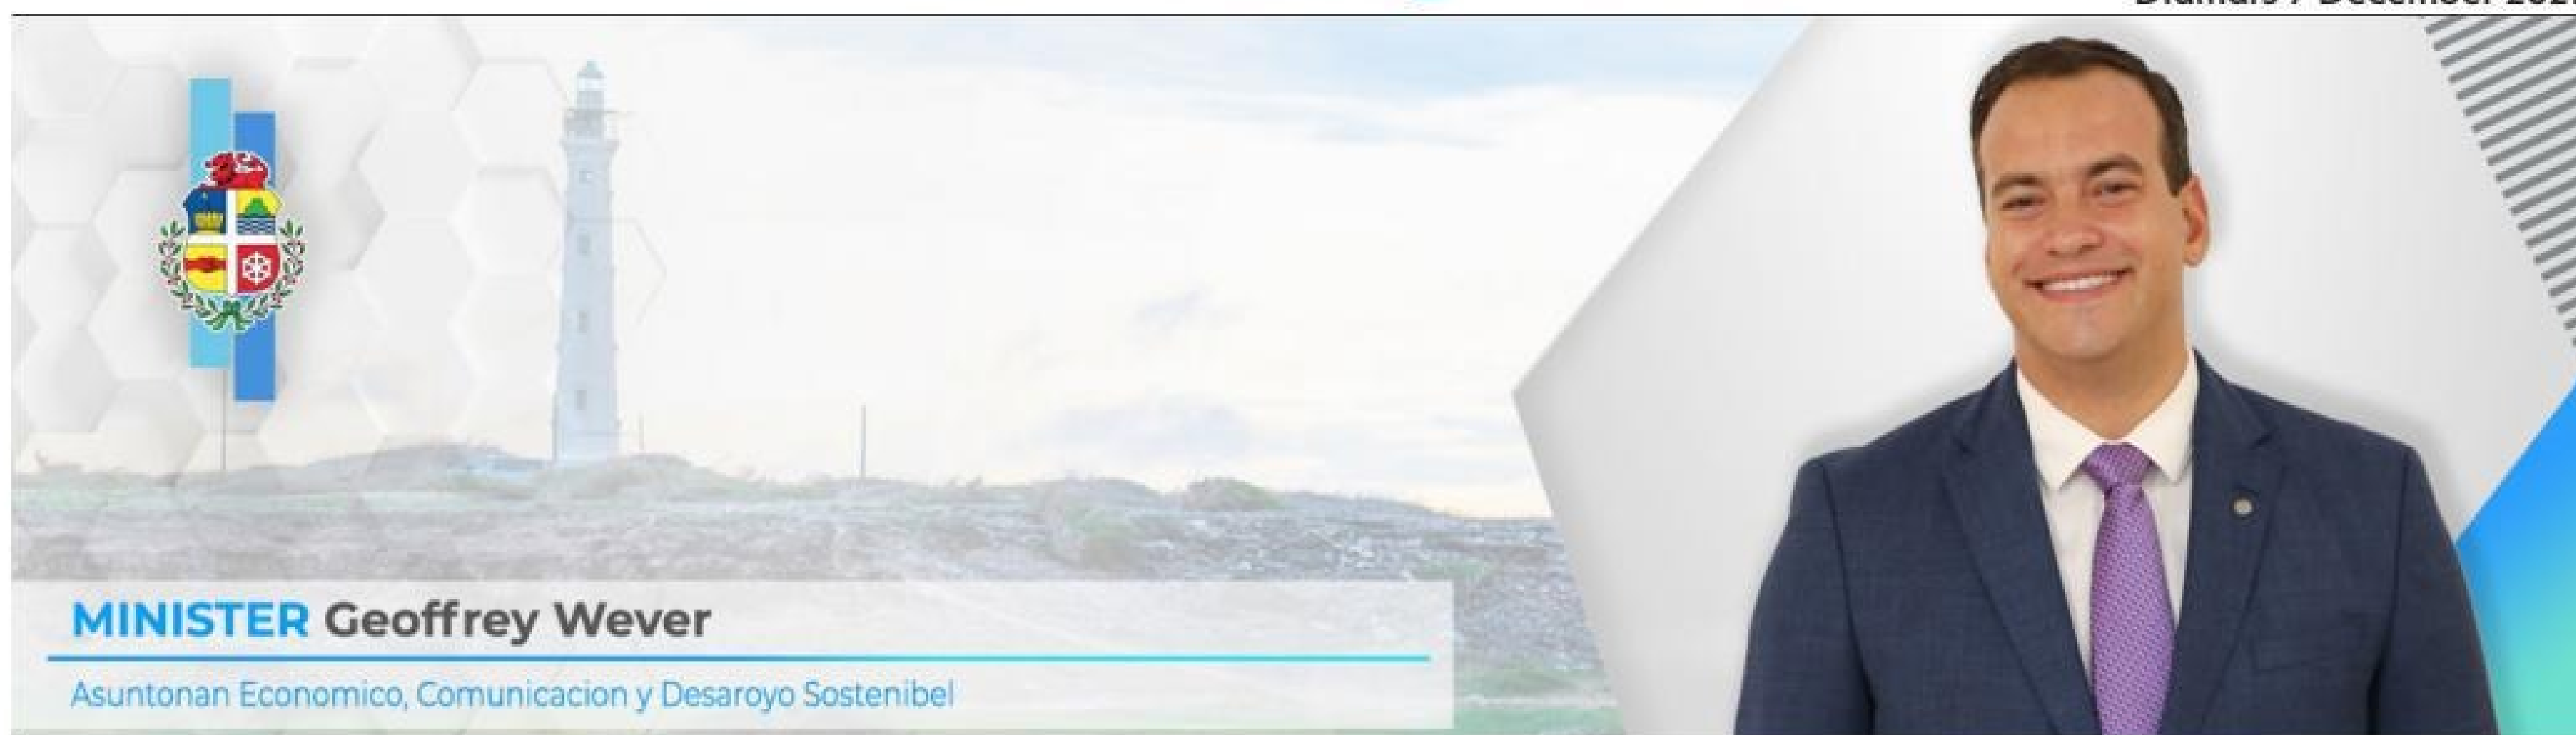 MINISTER Geoffrey Wever
Asuntonan Economico, Comunicacion y Desaroyo Sostenibel